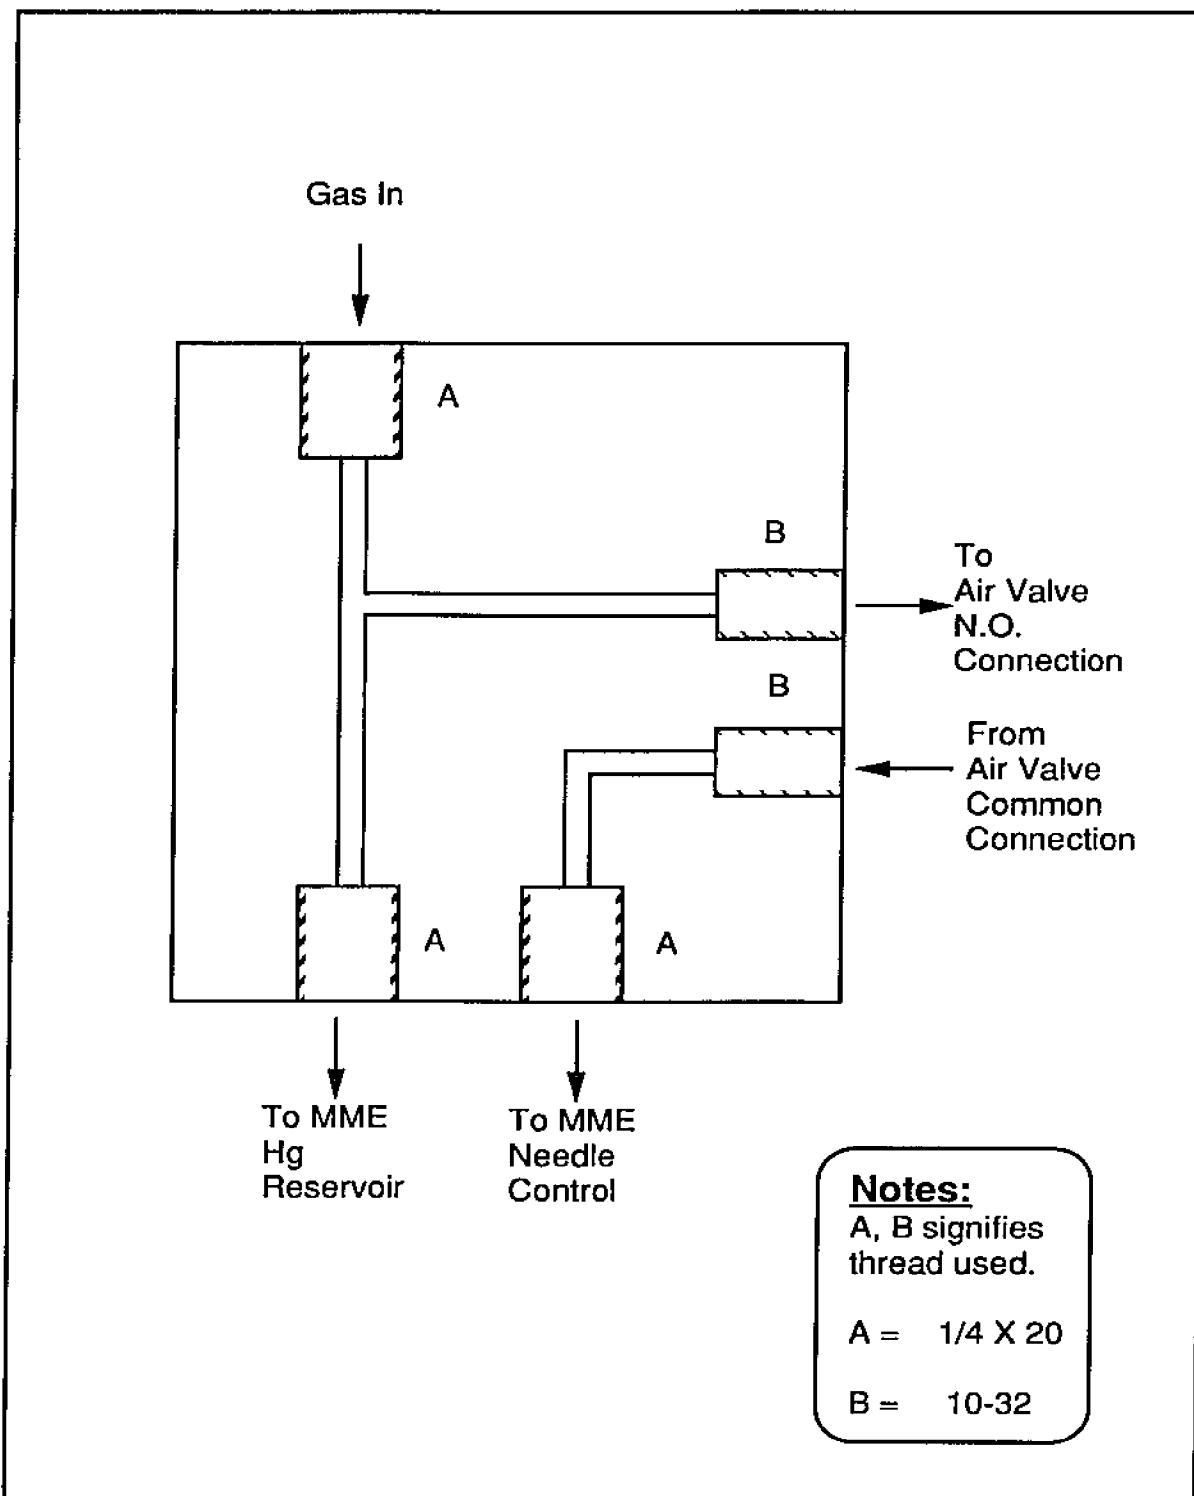 Gas In
A
B
To
Air Valve
N.O.
Connection
B
From
Air Valve
Common
Connection
A
A
To MME
Hg
Reservoir
To MME
Needle
Control
Notes:
A, B signifies
thread used.
A = 1/4 X 20
B = 10-32